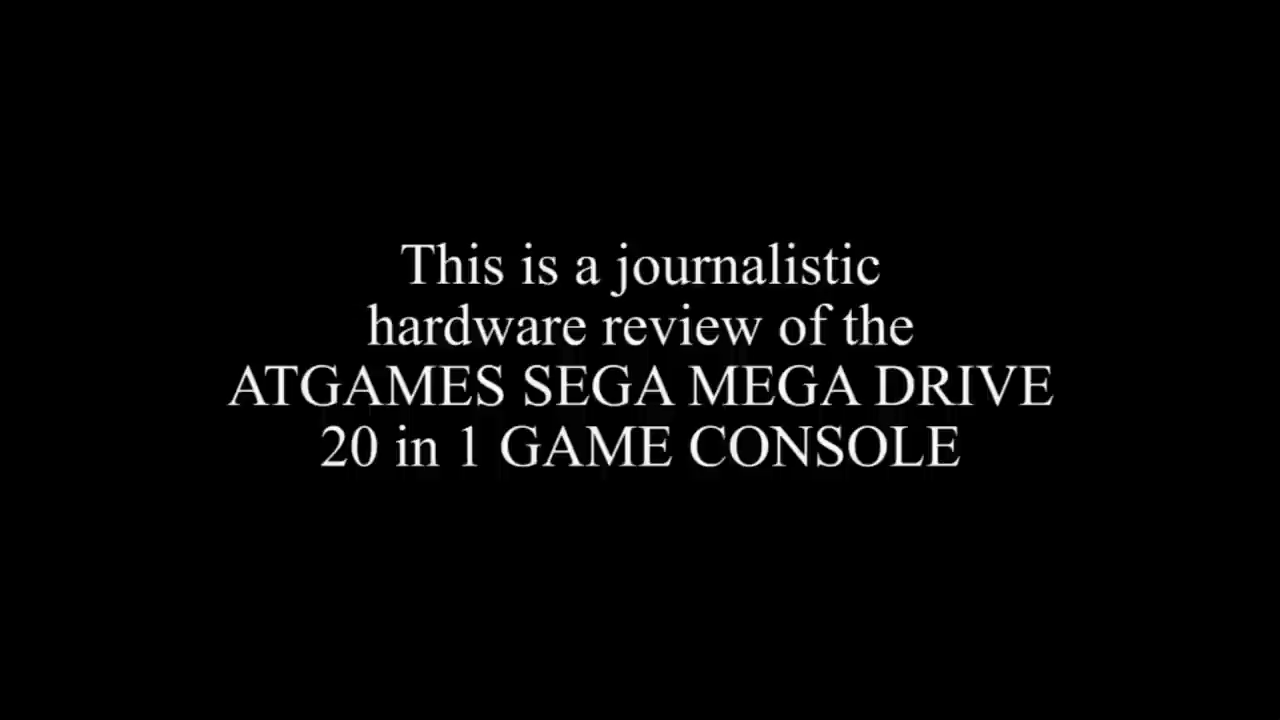 This is a journalistic
hardware review of the
ATGAMES SEGA MEGA DRIVE
20 in 1 GAME CONSOLE